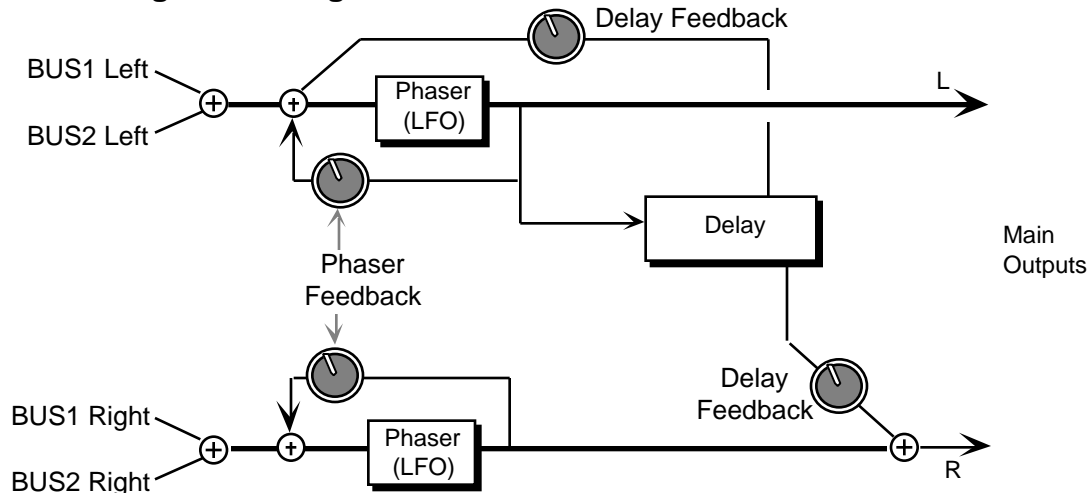 Delay Feedback
BUS1 Left
BUS2 Left
Phaser
(LFO)
L
Delay
Main
Outputs
Phaser
Feedback
Delay
Feedback
BUS1 Right
BUS2 Right
Phaser
(LFO)
R